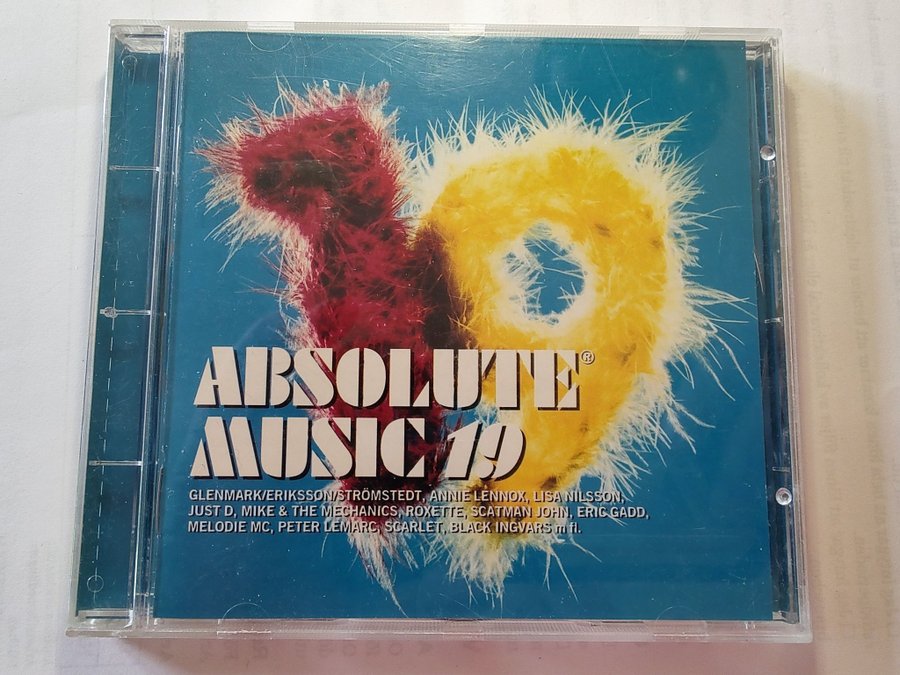 19
ABSOLUTE®
MUSIC 19
GLENMARK/ERIKSSON/STRÖMSTEDT, ANNIE LENNOX, LISA NILSSON,
JUST D, MIKE & THE MECHANICS, ROXETTE, SCATMAN JOHN, ERIC GADD,
MELODIE MC, PETER LEMARC, SCARLET, BLACK INGVARS m fl.